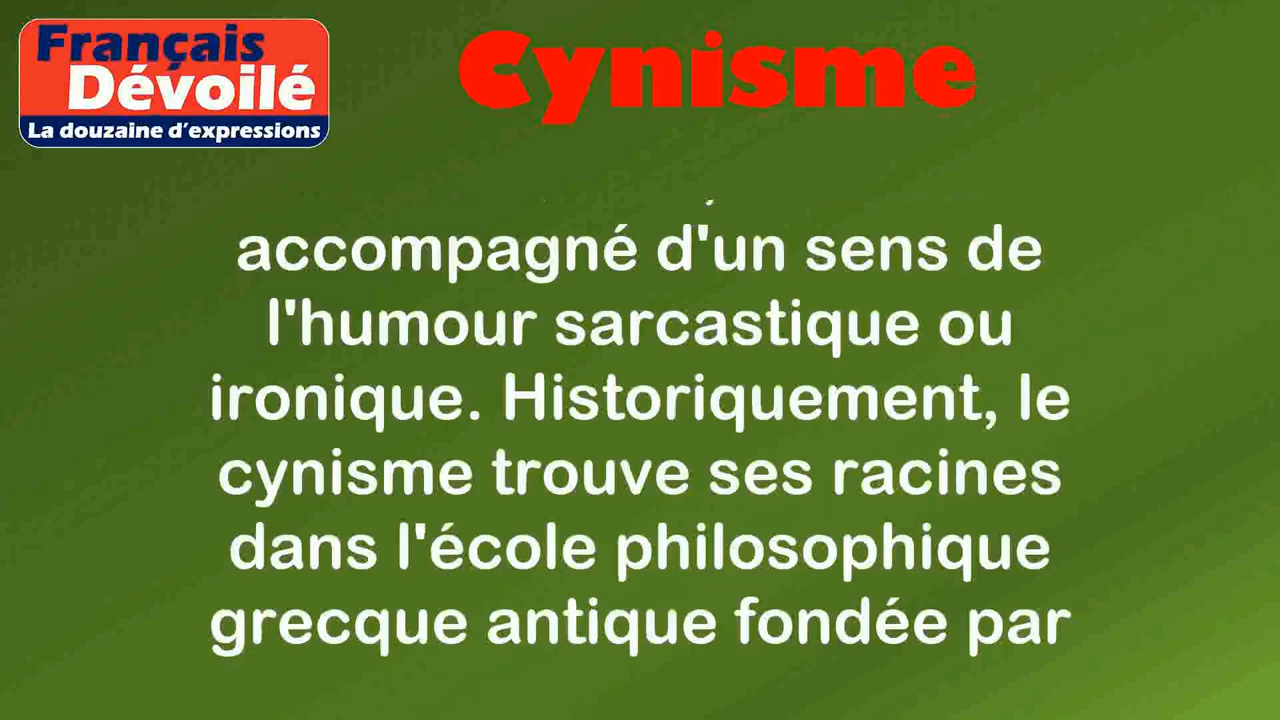 Français
Dévoilé
La douzaine d'expressions
Cynisme
accompagné d'un sens de
l'humour sarcastique ou
ironique. Historiquement, le
cynisme trouve ses racines
dans l'école philosophique
grecque antique fondée par